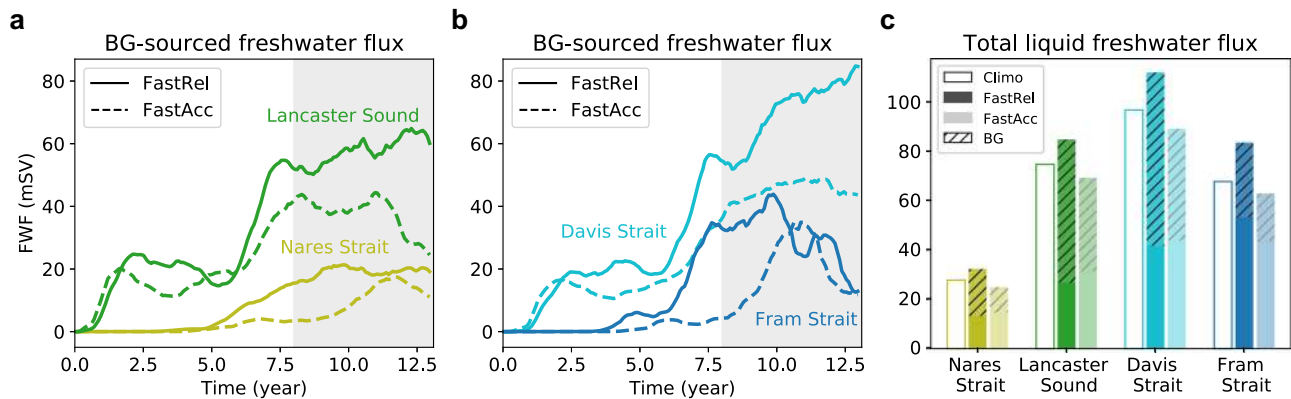 a
BG-sourced freshwater flux
FastRel
FastAcc
Lancaster Sound
Nares Strait
FWF (mSV)
80
60
40
20
0
0.0 2.5 5.0 7.5 10.0 12.5
Time (year)
b
BG-sourced freshwater flux
FastRel
FastAcc
Davis Strait
Fram Strait
80
60
40
20
0
0.0 2.5 5.0 7.5 10.0 12.5
Time (year)
c
Total liquid freshwater flux
Climo
FastRel
FastAcc
BG
100
80
60
40
20
0
Nares Lancaster Davis Fram
Strait Sound Strait Strait